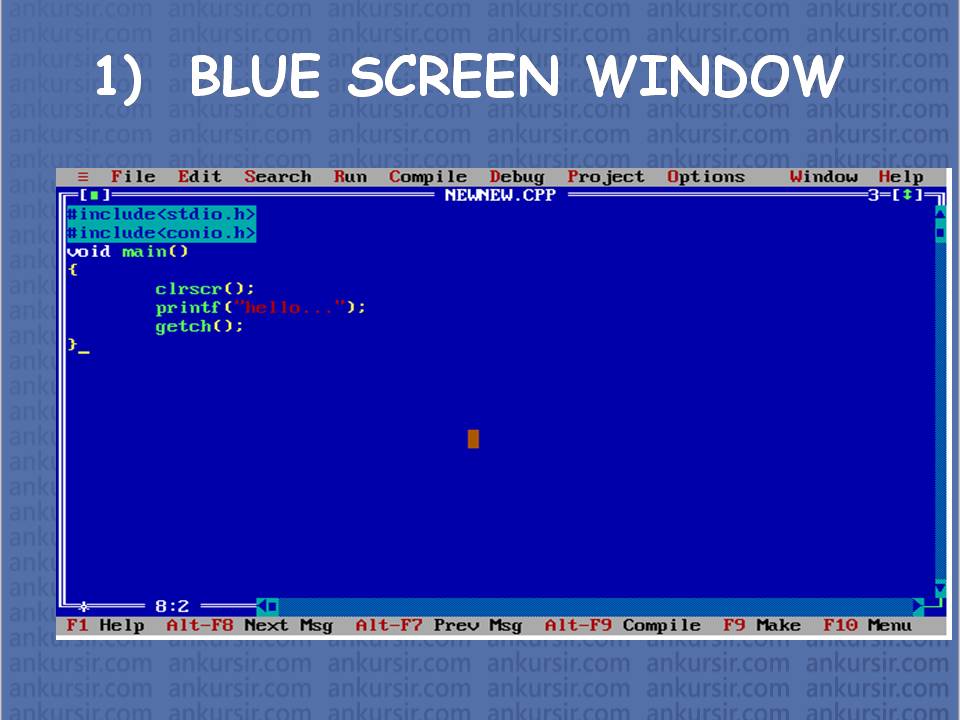 1) BLUE SCREEN WINDOW
≡ File Edit Search Run Compile Debug Project Options Window Help
[■] NEWNEW.CPP 3=[↕]
#include<stdio.h>
#include<conio.h>
void main()
{
clrscr();
printf("hello...");
getch();
}_
* 8:2
F1 Help Alt-F8 Next Msg Alt-F7 Prev Msg Alt-F9 Compile F9 Make F10 Menu
ankursir.com